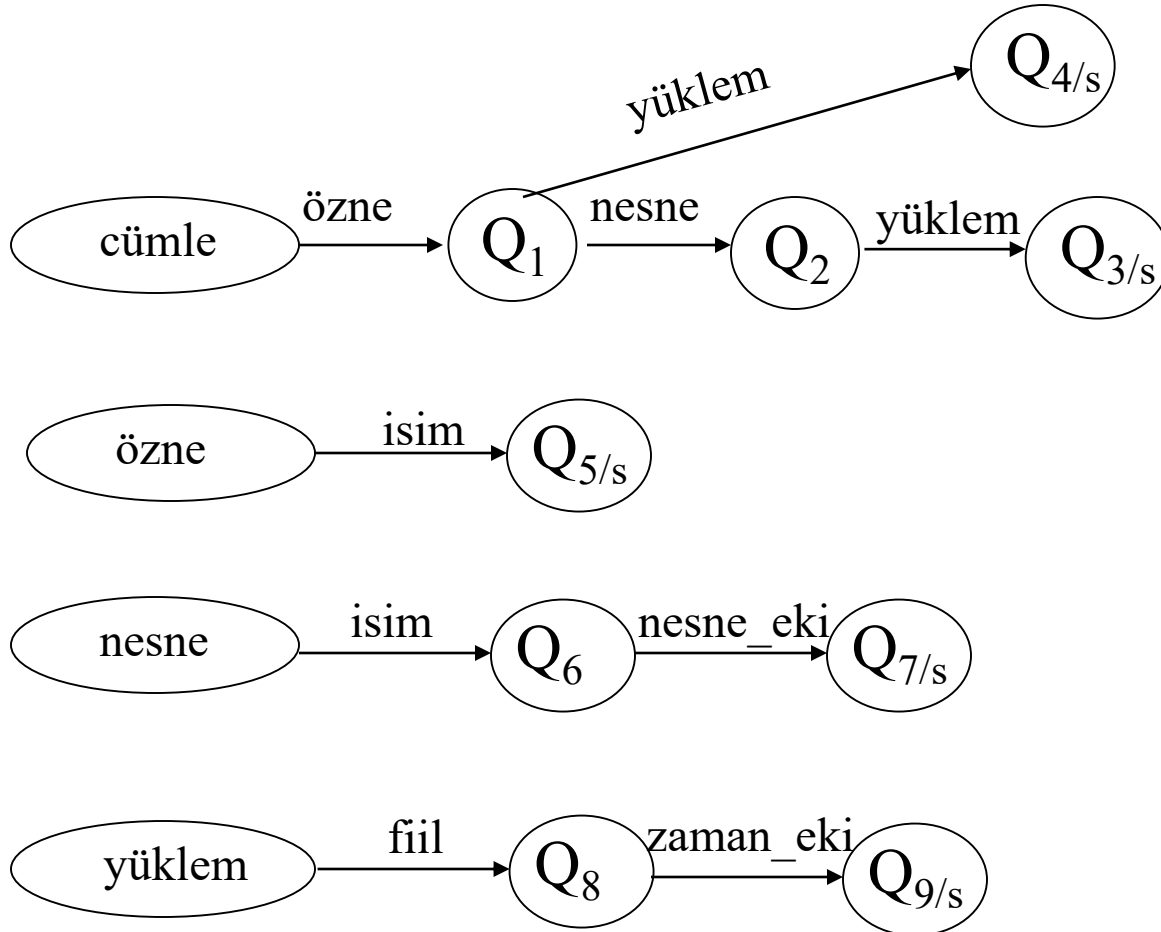 Q4/s
yüklem
cümle özne Q1 nesne Q2 yüklem Q3/s
özne isim Q5/s
nesne isim Q6 nesne_eki Q7/s
yüklem fiil Q8 zaman_eki Q9/s